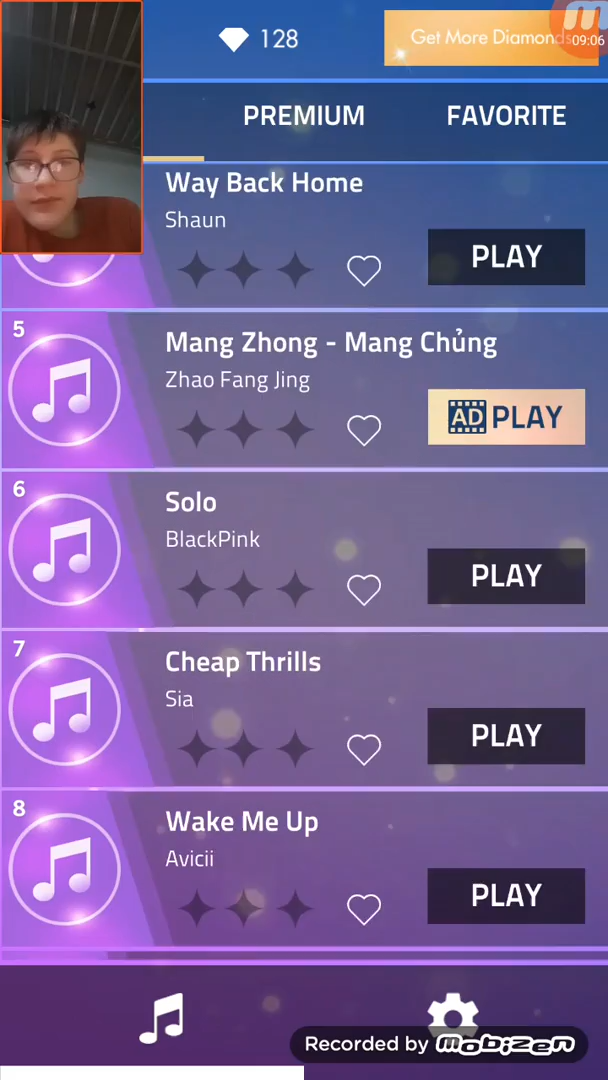 128
Get More Diamonds
09:06
PREMIUM
FAVORITE
Way Back Home
Shaun
PLAY
5
Mang Zhong - Mang Chủng
Zhao Fang Jing
AD PLAY
6
Solo
BlackPink
PLAY
7
Cheap Thrills
Sia
PLAY
8
Wake Me Up
Avicii
PLAY
Recorded by mobizen